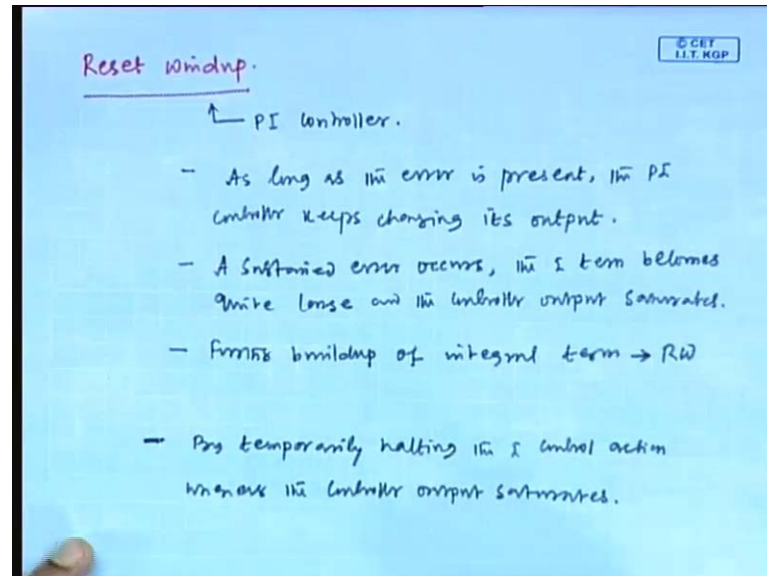 Reset windup.
© CET
I.I.T. KGP
PI Controller.
- As long as the error is present, the PI
controller keeps changing its output.
- A sustained error occurs, the I term becomes
quite large and the controller output saturates.
- Further buildup of integral term → RW
- By temporarily halting the I control action
whenever the controller output saturates.